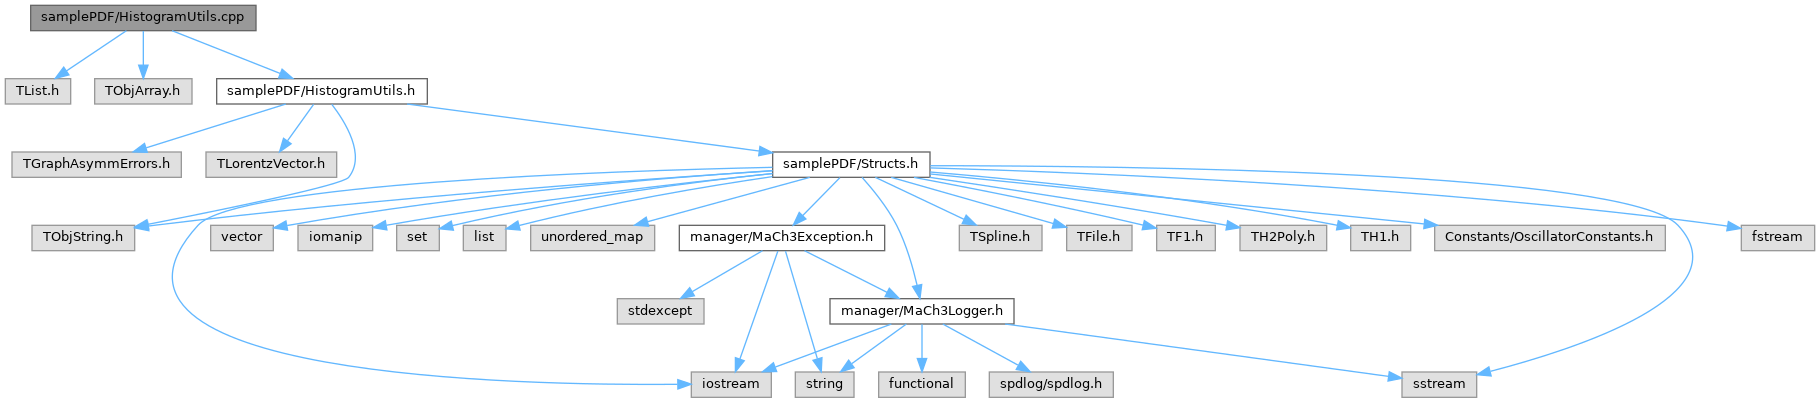 samplePDF/HistogramUtils.cpp
TList.h
TObjArray.h
samplePDF/HistogramUtils.h
TGraphAsymmErrors.h
TLorentzVector.h
samplePDF/Structs.h
TObjString.h
vector
iomanip
set
list
unordered_map
manager/MaCh3Exception.h
TSpline.h
TFile.h
TF1.h
TH2Poly.h
TH1.h
Constants/OscillatorConstants.h
fstream
stdexcept
manager/MaCh3Logger.h
iostream
string
functional
spdlog/spdlog.h
sstream